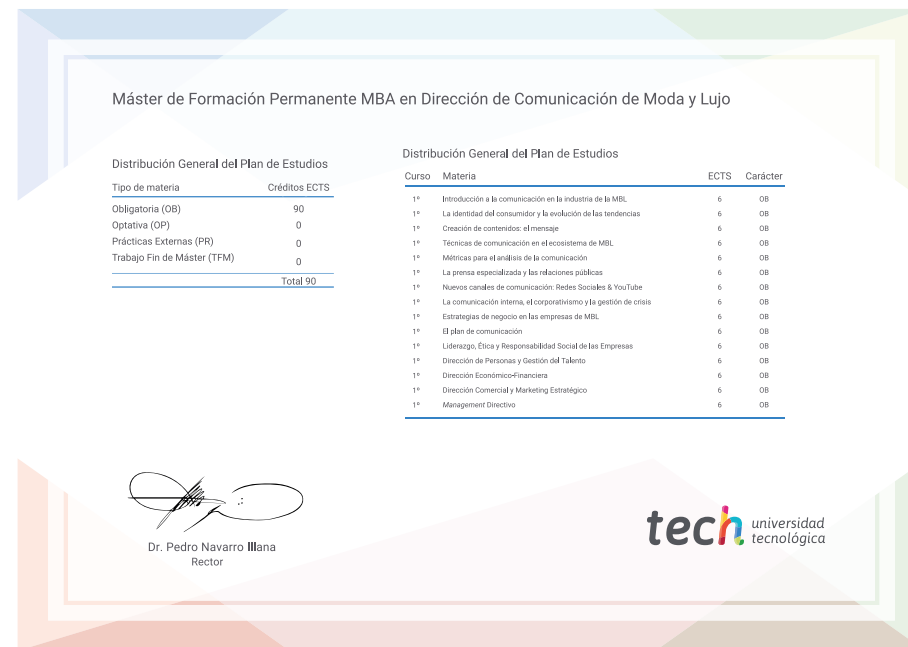 Máster de Formación Permanente MBA en Dirección de Comunicación de Moda y Lujo
Distribución General del Plan de Estudios
Tipo de materia Créditos ECTS
Obligatoria (OB) 90
Optativa (OP) 0
Prácticas Externas (PR) 0
Trabajo Fin de Máster (TFM) 0
Total 90
Distribución General del Plan de Estudios
Curso Materia ECTS Carácter
1º Introducción a la comunicación en la industria de la MBL 6 OB
1º La identidad del consumidor y la evolución de las tendencias 6 OB
1º Creación de contenidos: el mensaje 6 OB
1º Técnicas de comunicación en el ecosistema de MBL 6 OB
1º Métricas para el análisis de la comunicación 6 OB
1º La prensa especializada y las relaciones públicas 6 OB
1º Nuevos canales de comunicación: Redes Sociales & YouTube 6 OB
1º La comunicación interna, el corporativismo y la gestión de crisis 6 OB
1º Estrategias de negocio en las empresas de MBL 6 OB
1º El plan de comunicación 6 OB
1º Liderazgo, Ética y Responsabilidad Social de las Empresas 6 OB
1º Dirección de Personas y Gestión del Talento 6 OB
1º Dirección Económico-Financiera 6 OB
1º Dirección Comercial y Marketing Estratégico 6 OB
1º Management Directivo 6 OB
Dr. Pedro Navarro Illana
Rector
tech universidad
tecnológica